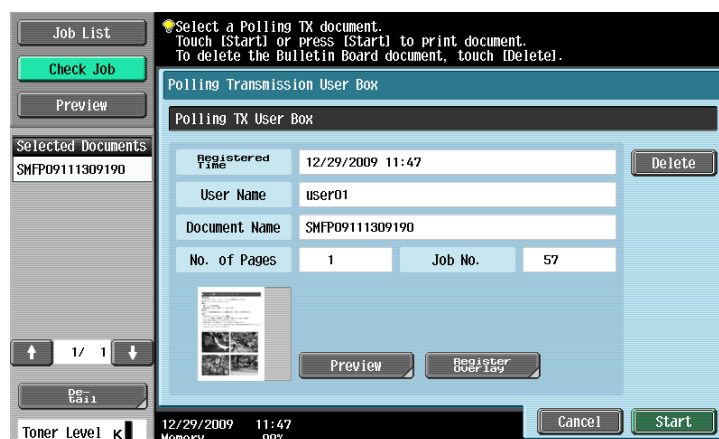 Job List
Check Job
Preview
Selected Documents
SMFP09111309190
1/ 1
De-
tail
Toner Level K
Select a Polling TX document.
Touch [Start] or press [Start] to print document.
To delete the Bulletin Board document, touch [Delete].
Polling Transmission User Box
Polling TX User Box
Registered
Time
12/29/2009 11:47
Delete
User Name
user01
Document Name
SMFP09111309190
No. of Pages
1
Job No.
57
Preview
Register
Overlay
12/29/2009 11:47
Memory
Cancel
Start